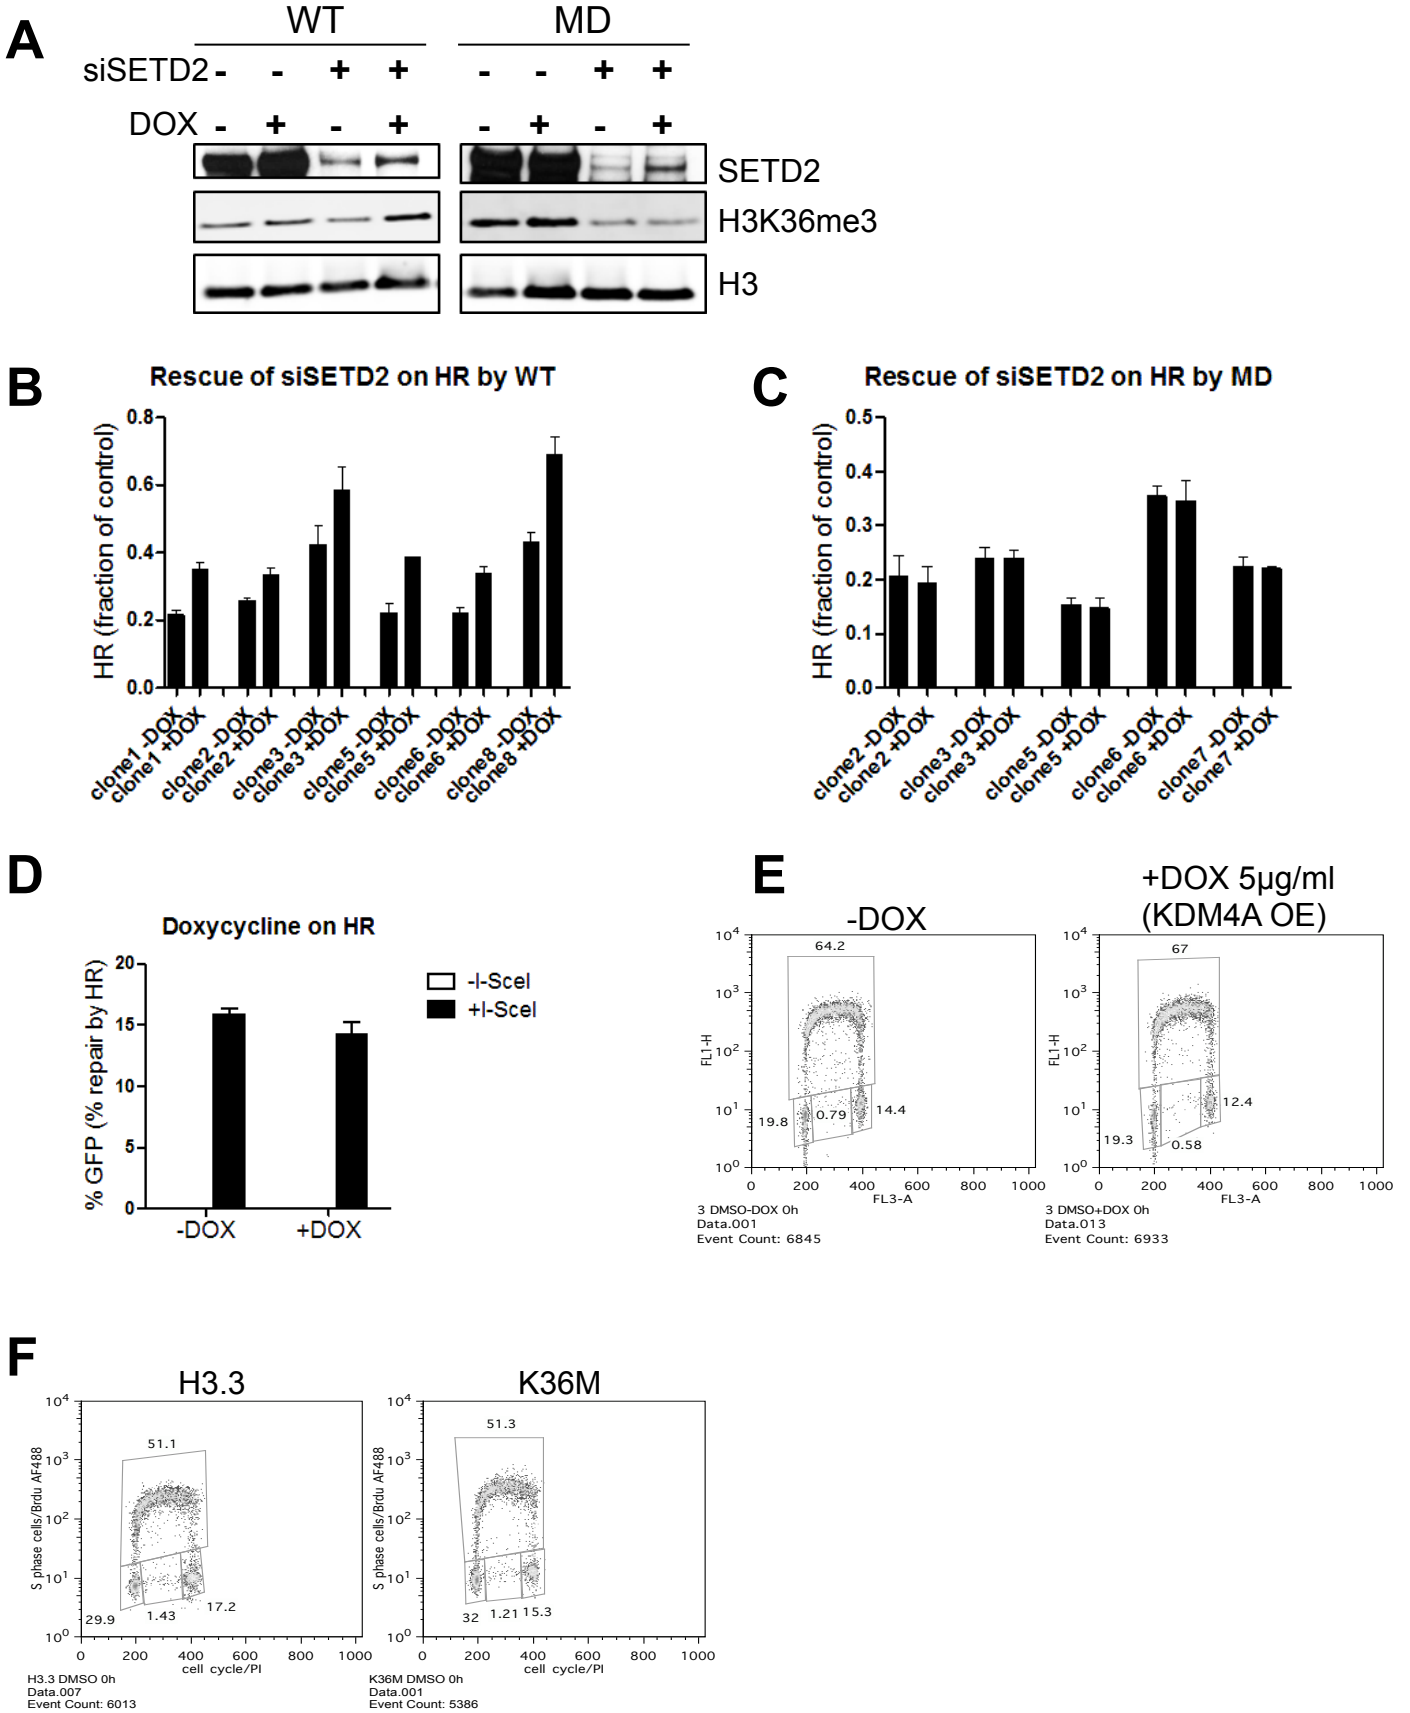 A
WT
MD
siSETD2 - - + + - - + +
DOX - + - + - + - +
SETD2
H3K36me3
H3
B
Rescue of siSETD2 on HR by WT
HR (fraction of control)
0.8
0.6
0.4
0.2
0.0
clone1 -DOX
clone1 +DOX
clone2 -DOX
clone2 +DOX
clone3 -DOX
clone3 +DOX
clone5 -DOX
clone5 +DOX
clone6 -DOX
clone6 +DOX
clone8 -DOX
clone8 +DOX
C
Rescue of siSETD2 on HR by MD
HR (fraction of control)
0.5
0.4
0.3
0.2
0.1
0.0
clone2 -DOX
clone2 +DOX
clone3 -DOX
clone3 +DOX
clone5 -DOX
clone5 +DOX
clone6 -DOX
clone6 +DOX
clone7 -DOX
clone7 +DOX
D
Doxycycline on HR
% GFP (% repair by HR)
20
15
10
5
0
-DOX
+DOX
-I-SceI
+I-SceI
E
-DOX
10⁴
10³
10²
10¹
10⁰
FL1-H
64.2
19.8
0.79
14.4
0 200 400 600 800 1000
FL3-A
3 DMSO-DOX 0h
Data.001
Event Count: 6845
+DOX 5µg/ml
(KDM4A OE)
10⁴
10³
10²
10¹
10⁰
FL1-H
67
19.3
0.58
12.4
0 200 400 600 800 1000
FL3-A
3 DMSO+DOX 0h
Data.013
Event Count: 6933
F
H3.3
10⁴
10³
10²
10¹
10⁰
S phase cells/Brdu AF488
51.1
29.9
1.43
17.2
0 200 400 600 800 1000
cell cycle/PI
H3.3 DMSO 0h
Data.007
Event Count: 6013
K36M
10⁴
10³
10²
10¹
10⁰
S phase cells/Brdu AF488
51.3
32
1.21
15.3
0 200 400 600 800 1000
cell cycle/PI
K36M DMSO 0h
Data.001
Event Count: 5386